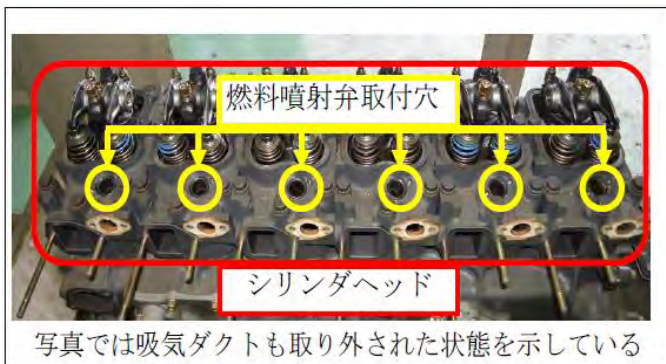 燃料噴射弁取付穴
シリンダヘッド
写真では吸気ダクトも取り外された状態を示している